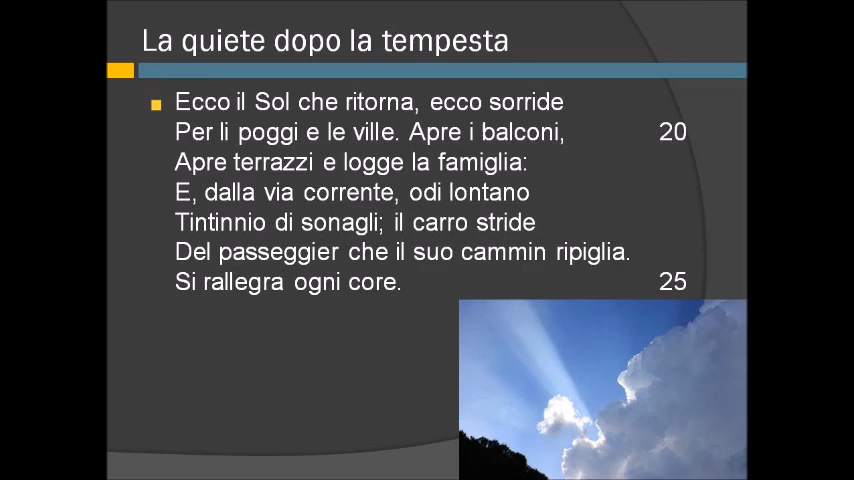 La quiete dopo la tempesta
Ecco il Sol che ritorna, ecco sorride
Per li poggi e le ville. Apre i balconi, 20
Apre terrazzi e logge la famiglia:
E, dalla via corrente, odi lontano
Tintinnio di sonagli; il carro stride
Del passeggier che il suo cammin ripiglia.
Si rallegra ogni core. 25